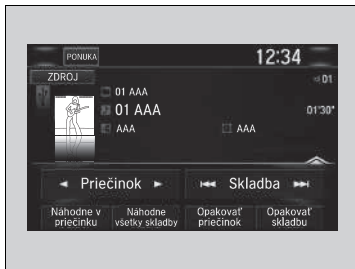 PONUKA
12:34
ZDROJ
01
01 AAA
01 AAA
01'30"
AAA
AAA
Priečinok
Skladba
Náhodne v priečinku
Náhodne všetky skladby
Opakovať priečinok
Opakovať skladbu